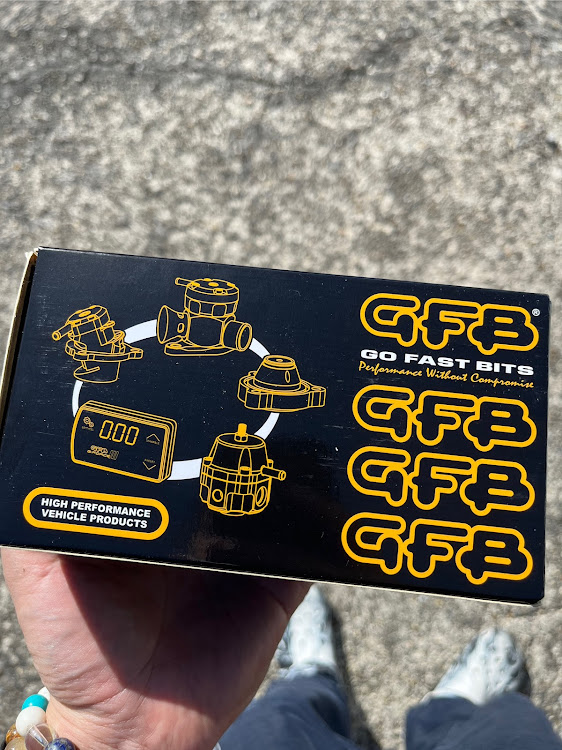 GFB®
GO FAST BITS
Performance Without Compromise
GFB
GFB
GFB
0.00
HIGH PERFORMANCE
VEHICLE PRODUCTS